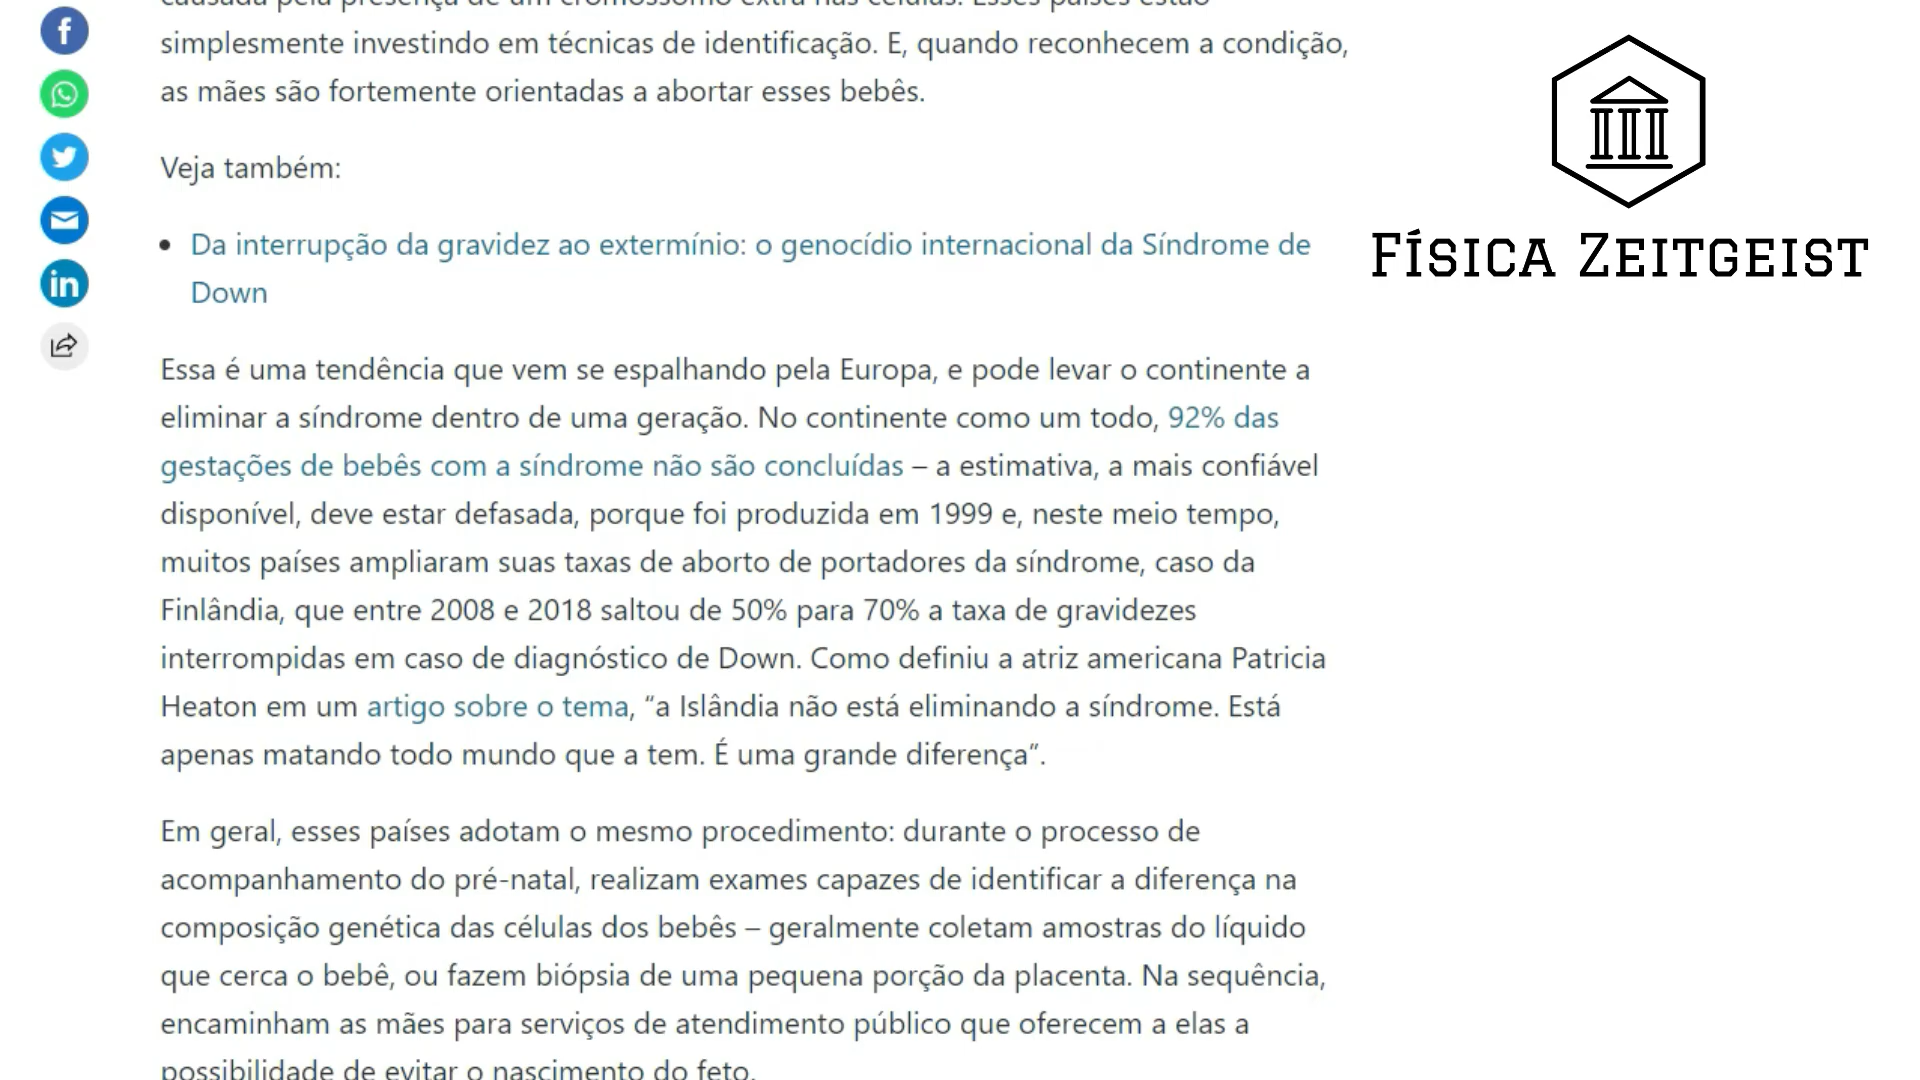 causada pela presença de um cromossomo extra nas células. Esses países estão
simplesmente investindo em técnicas de identificação. E, quando reconhecem a condição,
as mães são fortemente orientadas a abortar esses bebês.
Veja também:
Da interrupção da gravidez ao extermínio: o genocídio internacional da Síndrome de
Down
Essa é uma tendência que vem se espalhando pela Europa, e pode levar o continente a
eliminar a síndrome dentro de uma geração. No continente como um todo, 92% das
gestações de bebês com a síndrome não são concluídas – a estimativa, a mais confiável
disponível, deve estar defasada, porque foi produzida em 1999 e, neste meio tempo,
muitos países ampliaram suas taxas de aborto de portadores da síndrome, caso da
Finlândia, que entre 2008 e 2018 saltou de 50% para 70% a taxa de gravidezes
interrompidas em caso de diagnóstico de Down. Como definiu a atriz americana Patricia
Heaton em um artigo sobre o tema, “a Islândia não está eliminando a síndrome. Está
apenas matando todo mundo que a tem. É uma grande diferença”.
Em geral, esses países adotam o mesmo procedimento: durante o processo de
acompanhamento do pré-natal, realizam exames capazes de identificar a diferença na
composição genética das células dos bebês – geralmente coletam amostras do líquido
que cerca o bebê, ou fazem biópsia de uma pequena porção da placenta. Na sequência,
encaminham as mães para serviços de atendimento público que oferecem a elas a
possibilidade de evitar o nascimento do feto.
Física Zeitgeist